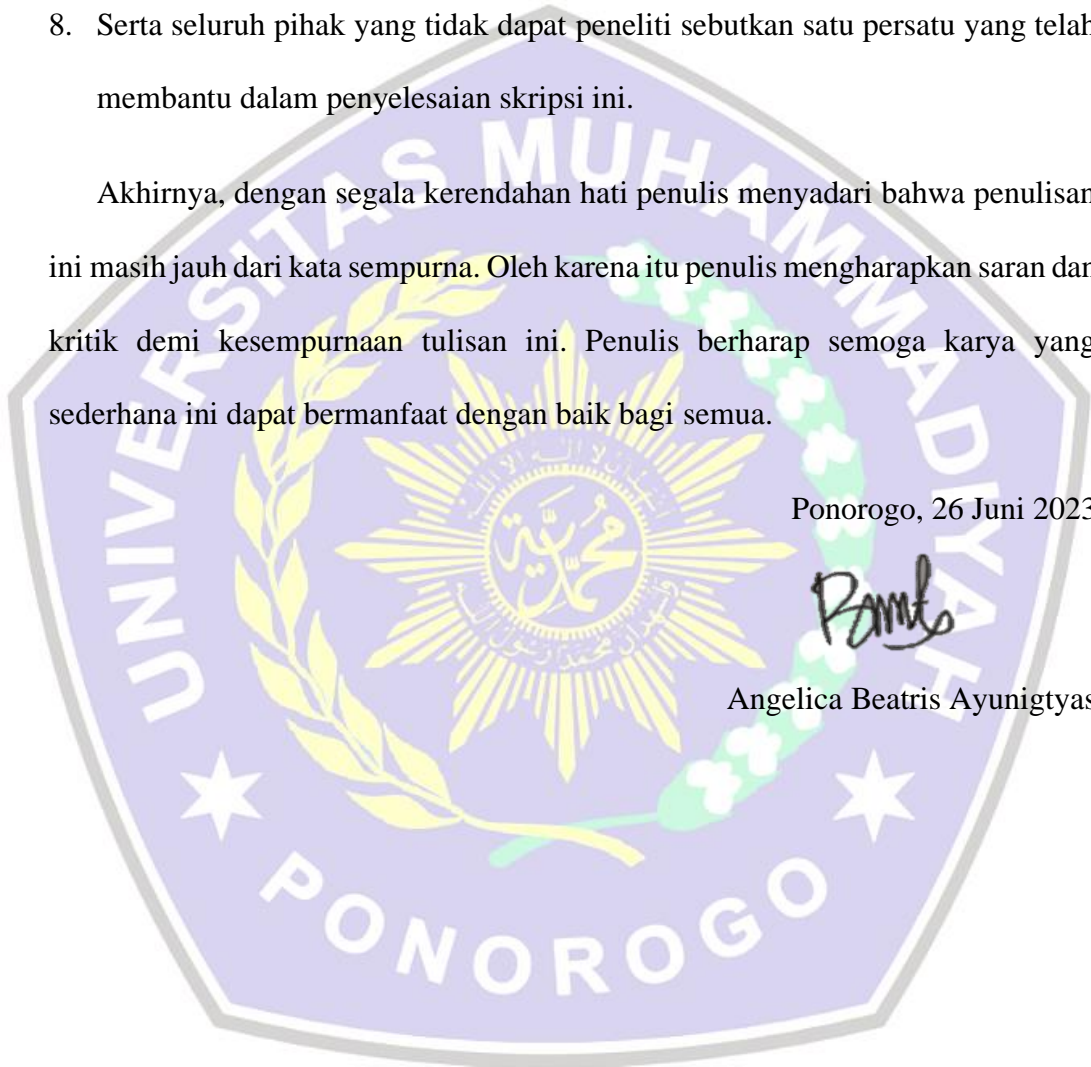 8. Serta seluruh pihak yang tidak dapat peneliti sebutkan satu persatu yang telah
membantu dalam penyelesaian skripsi ini.
Akhirnya, dengan segala kerendahan hati penulis menyadari bahwa penulisan
ini masih jauh dari kata sempurna. Oleh karena itu penulis mengharapkan saran dan
kritik demi kesempurnaan tulisan ini. Penulis berharap semoga karya yang
sederhana ini dapat bermanfaat dengan baik bagi semua.
Ponorogo, 26 Juni 2023
Angelica Beatris Ayunigtyas
UNIVERSITAS MUHAMMADIYAH
PONOROGO
محمدية